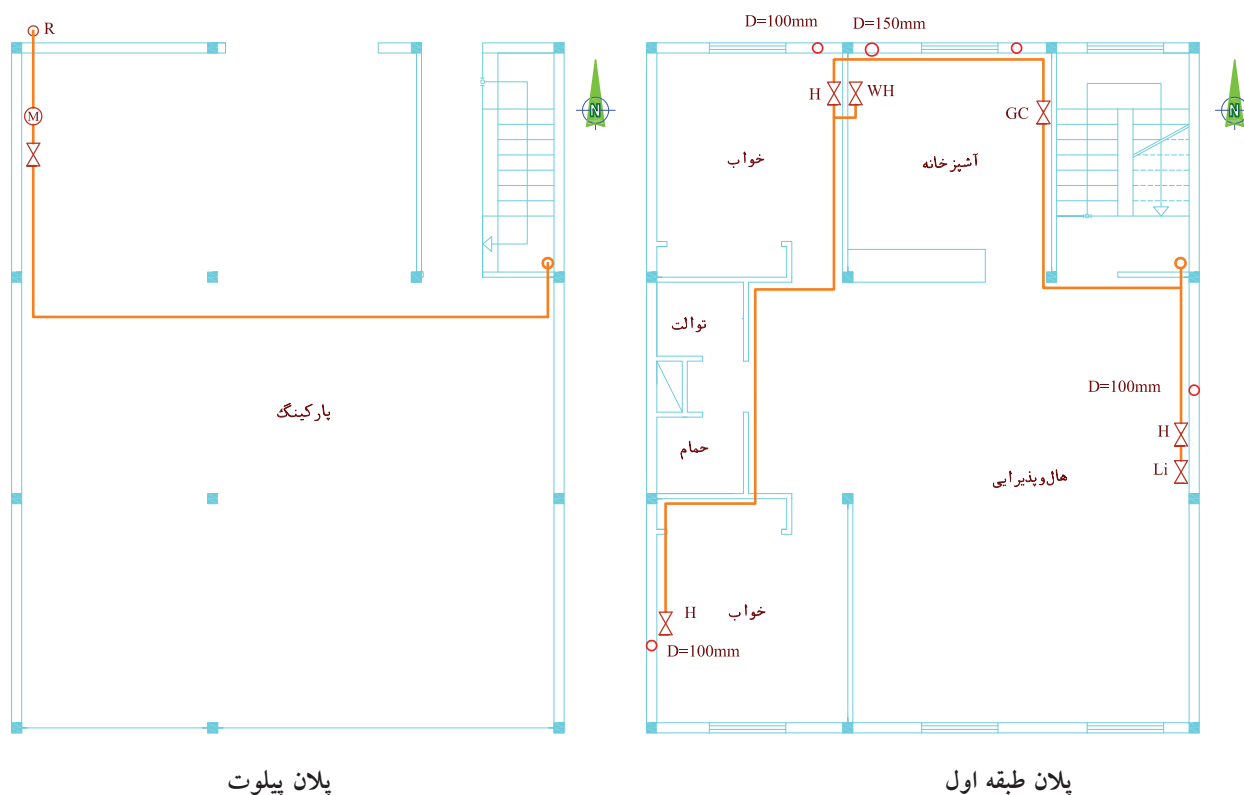 R
M
N
پارکینگ
پلان پیلوت
D=100mm
D=150mm
H
WH
GC
N
خواب
آشپزخانه
توالت
D=100mm
حمام
H
هال‌وپذیرایی
Li
خواب
H
D=100mm
پلان طبقه اول